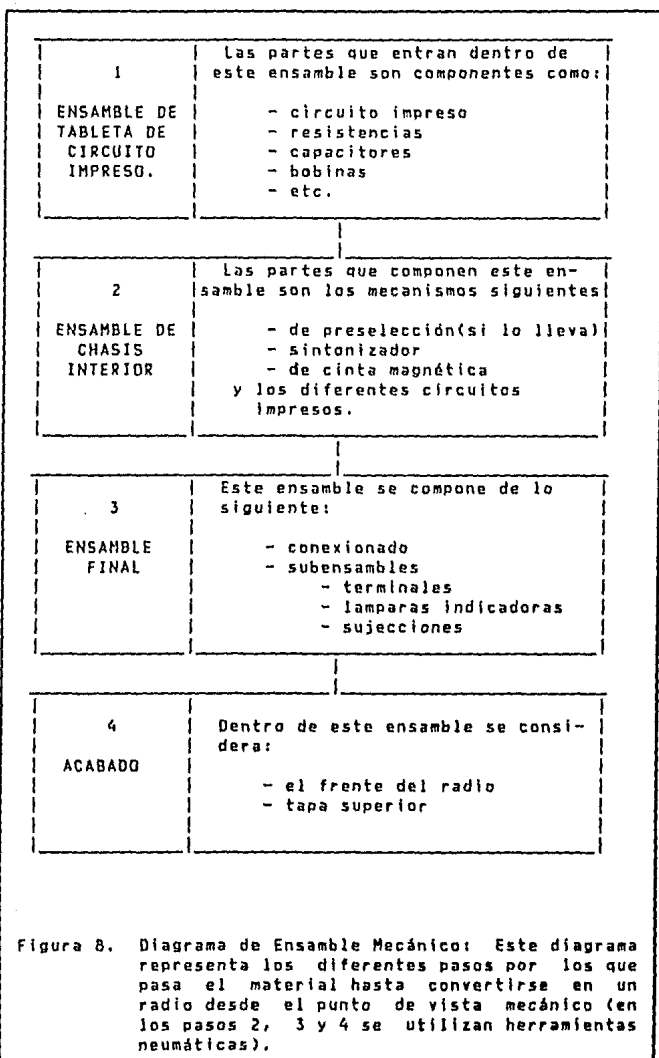 1
ENSAMBLE DE
TABLETA DE
CIRCUITO
IMPRESO.
Las partes que entran dentro de
este ensamble son componentes como:
- circuito impreso
- resistencias
- capacitores
- bobinas
- etc.
2
ENSAMBLE DE
CHASIS
INTERIOR
Las partes que componen este en-
samble son los mecanismos siguientes
- de preselección(si lo lleva)
- sintonizador
- de cinta magnética
y los diferentes circuitos
impresos.
3
ENSAMBLE
FINAL
Este ensamble se compone de lo
siguiente:
- conexionado
- subensambles
- terminales
- lamparas indicadoras
- sujecciones
4
ACABADO
Dentro de este ensamble se consi-
dera:
- el frente del radio
- tapa superior
Figura 8. Diagrama de Ensamble Mecánico: Este diagrama
representa los diferentes pasos por los que
pasa el material hasta convertirse en un
radio desde el punto de vista mecánico (en
los pasos 2, 3 y 4 se utilizan herramientas
neumáticas).